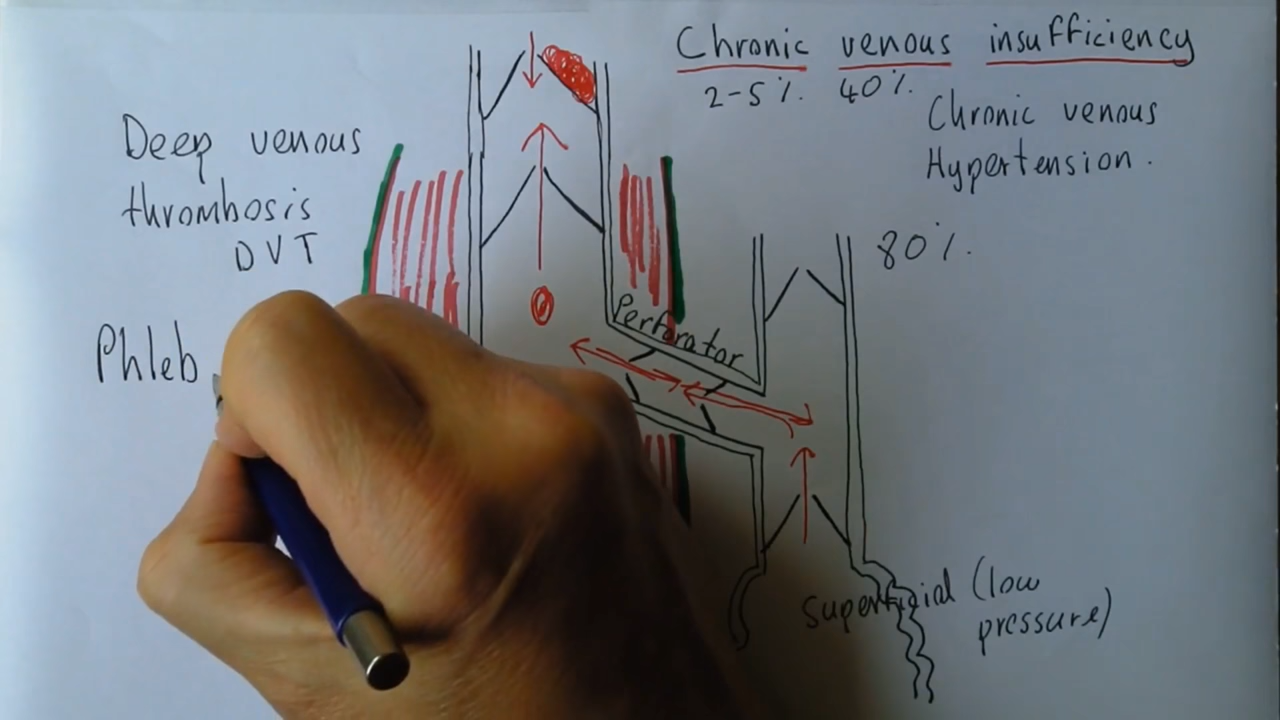 Chronic venous insufficiency
2-5%. 40%.
Chronic venous
Hypertension.
Deep venous
thrombosis
DVT
80%.
Perforator
Phleb
superficial (low
pressure)